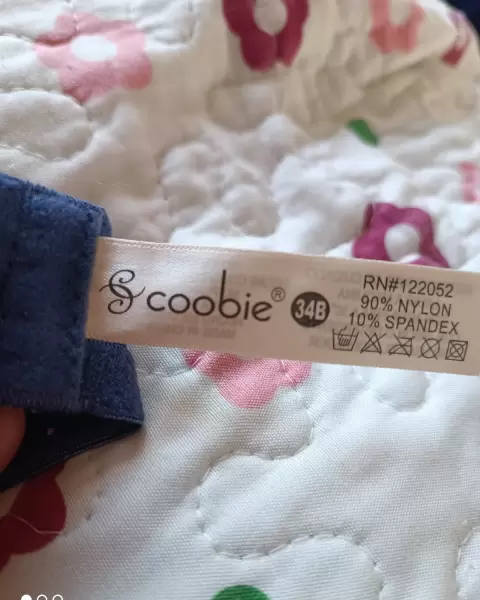 coobie®
34B
RN#122052
90% NYLON
10% SPANDEX